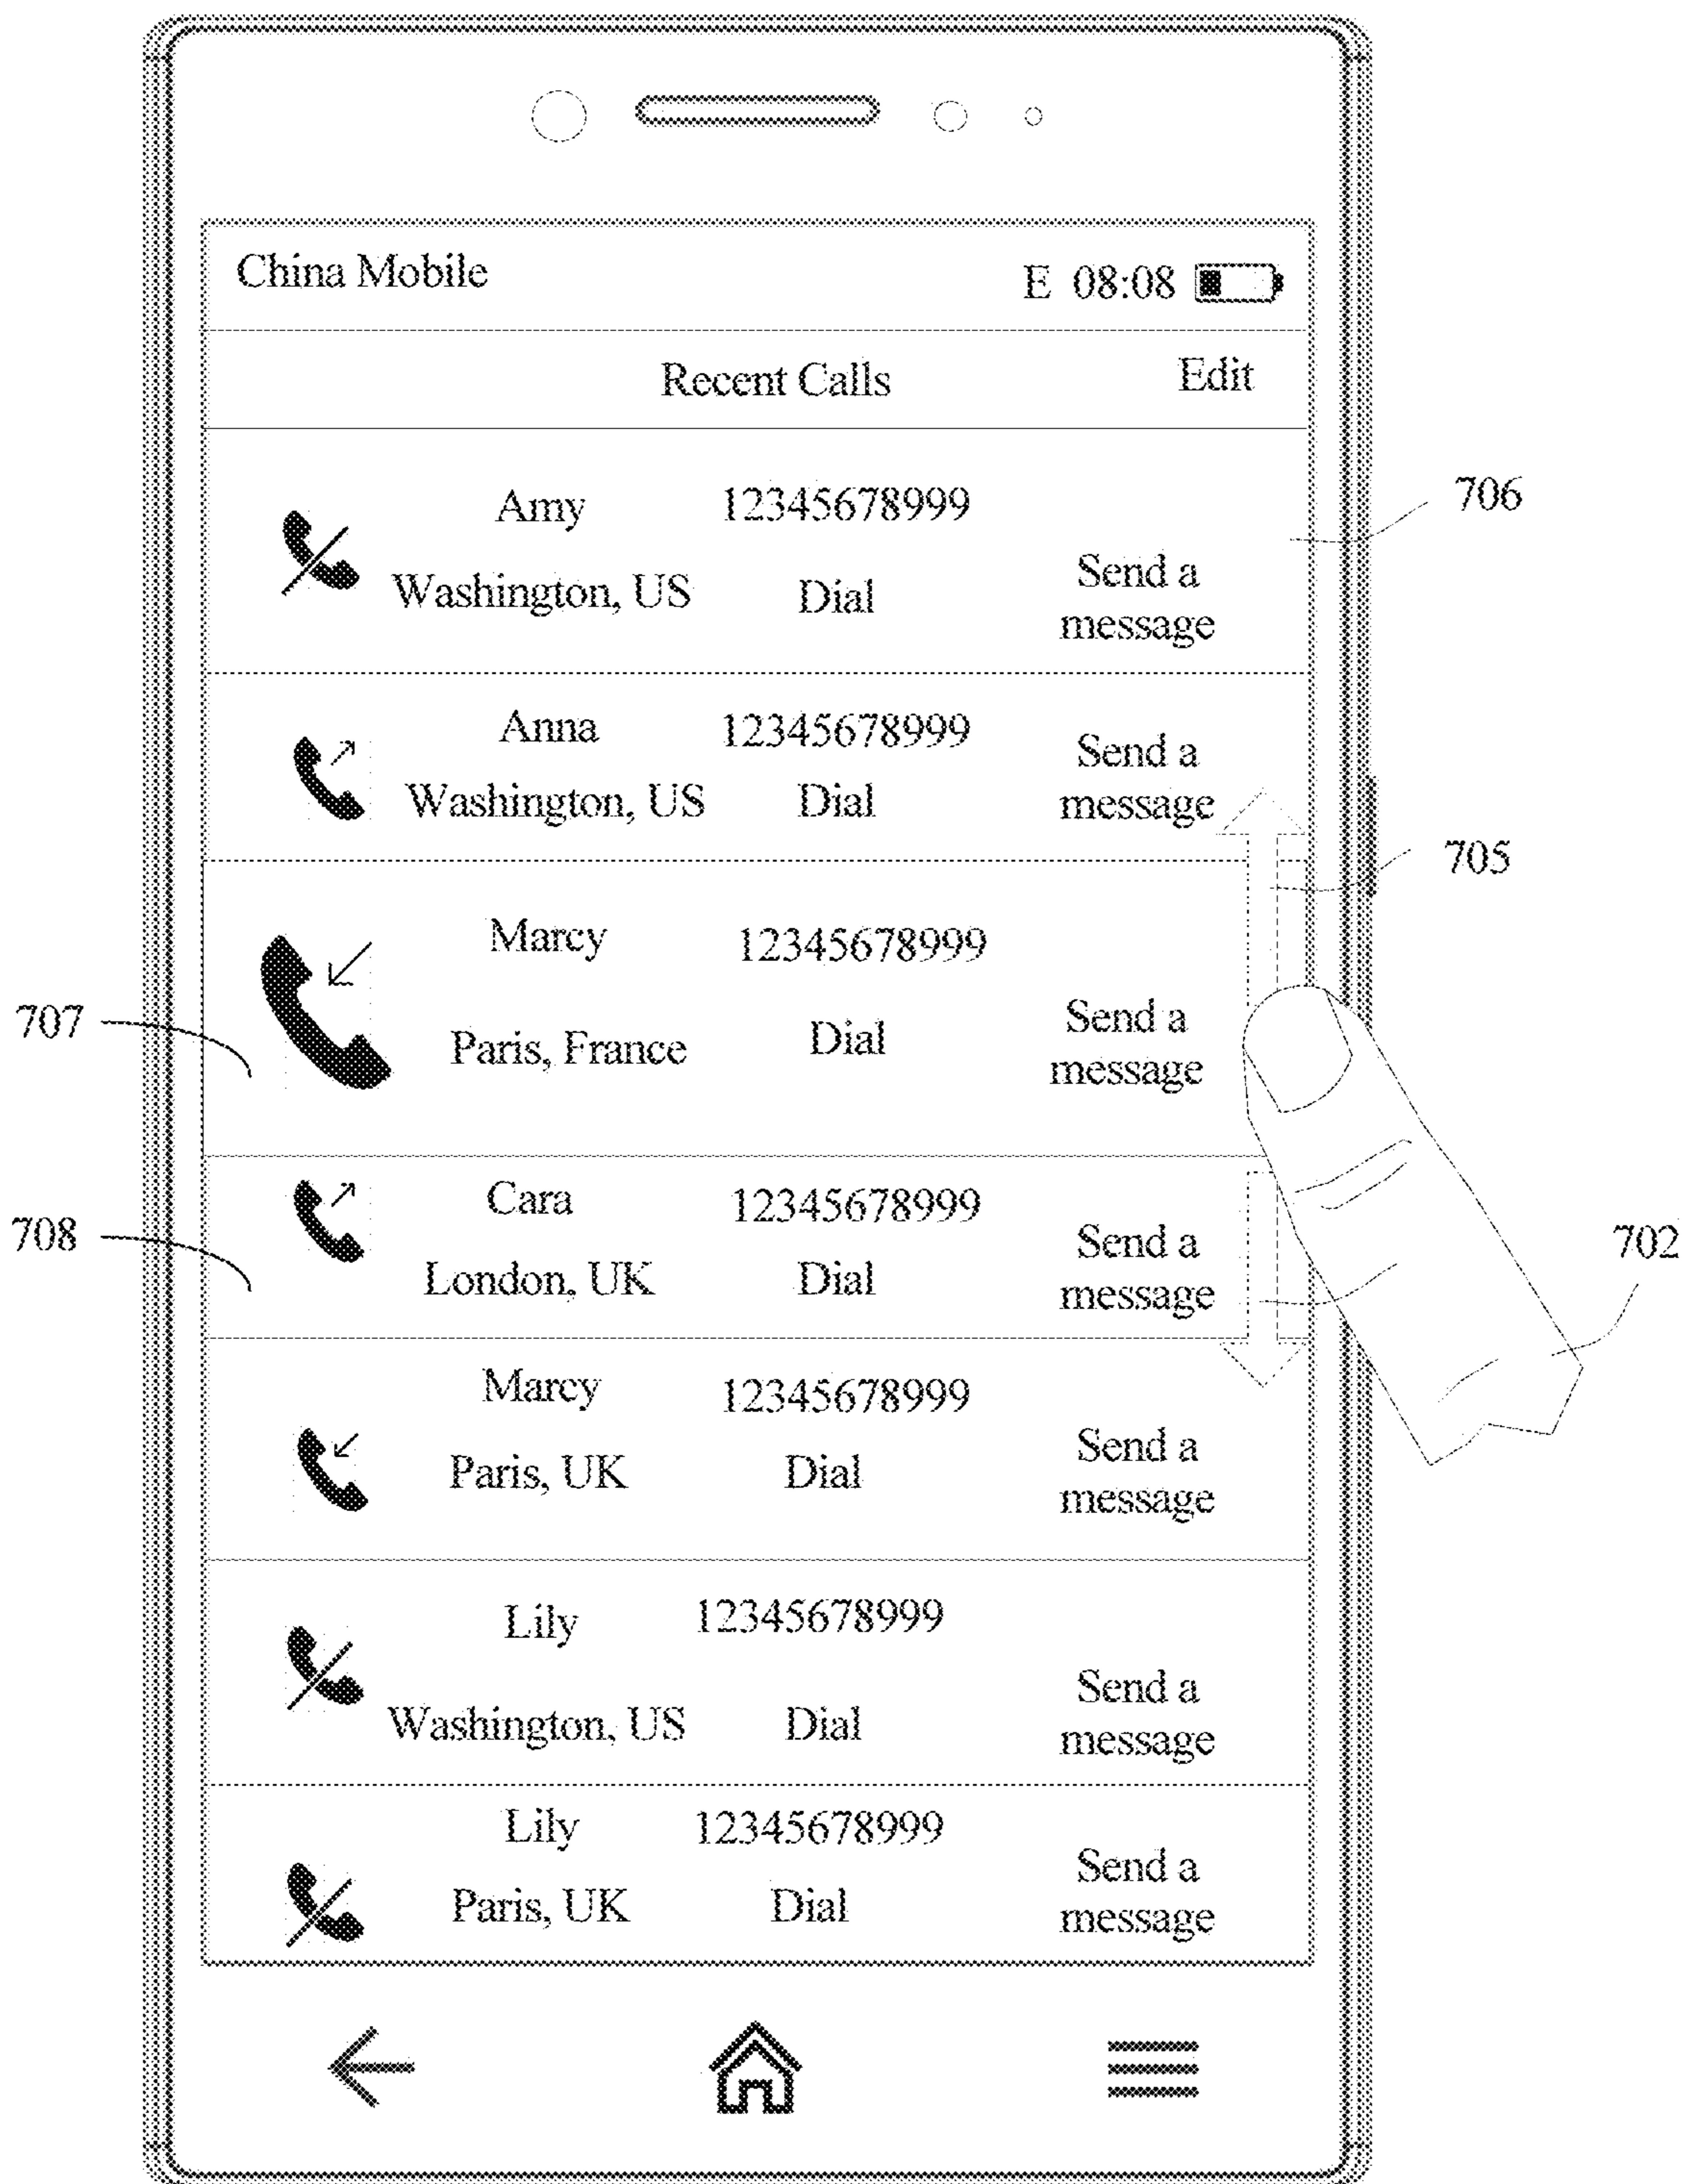 China Mobile
E 08:08
Recent Calls Edit
706
Amy 12345678999
Washington, US Dial Send a
message
Anna 12345678999 Send a
Washington, US Dial message
705
Marcy 12345678999
707
Paris, France Dial Send a
message
Cara 12345678999
708
London, UK Dial Send a
message
702
Marcy 12345678999
Paris, UK Dial Send a
message
Lily 12345678999
Washington, US Dial Send a
message
Lily 12345678999
Paris, UK Dial Send a
message